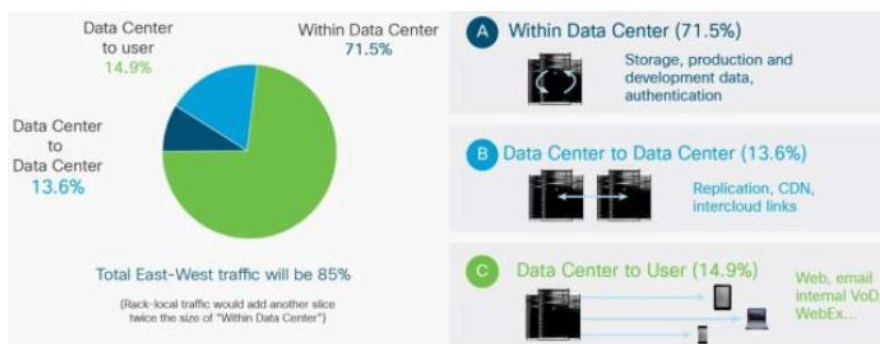 Data Center
to user
14.9%
Within Data Center
71.5%
Data Center
to
Data Center
13.6%
Total East-West traffic will be 85%
(Rack-local traffic would add another slice
twice the size of "Within Data Center")
A Within Data Center (71.5%)
Storage, production and
development data,
authentication
B Data Center to Data Center (13.6%)
Replication, CDN,
intercloud links
C Data Center to User (14.9%)
Web, email
internal VoD,
WebEx...